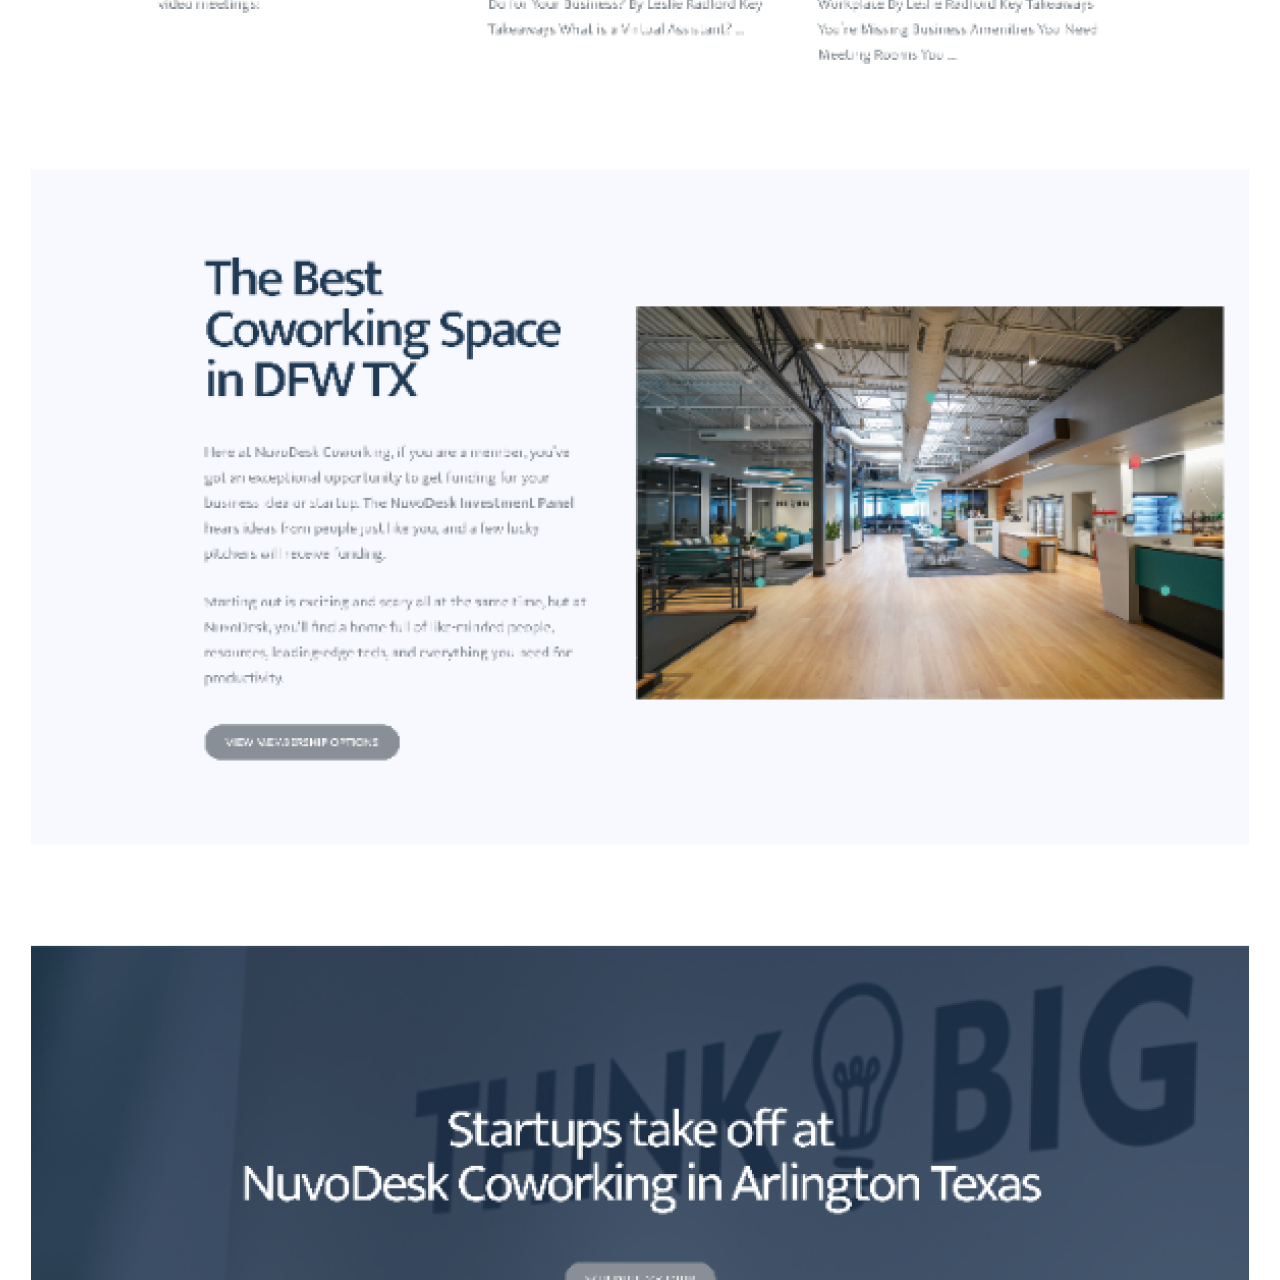 video meetings.
Do for Your Business? By Leslie Radford Key
Takeaways What is a Virtual Assistant? ...
Workplace By Leslie Radford Key Takeaways
You're Missing Business Amenities You Need
Meeting Rooms You ...
The Best
Coworking Space
in DFW TX
Here at NuvoDesk Coworking, if you are a member, you've
got an exceptional opportunity to get funding for your
business idea or startup. The NuvoDesk Investment Panel
hears ideas from people just like you, and a few lucky
pitchers will receive funding.
Starting out is exciting and scary all at the same time, but at
NuvoDesk, you'll find a home full of like-minded people,
resources, leading-edge tech, and everything you need for
productivity.
VIEW MEMBERSHIP OPTIONS
THINK BIG
Startups take off at
NuvoDesk Coworking in Arlington Texas